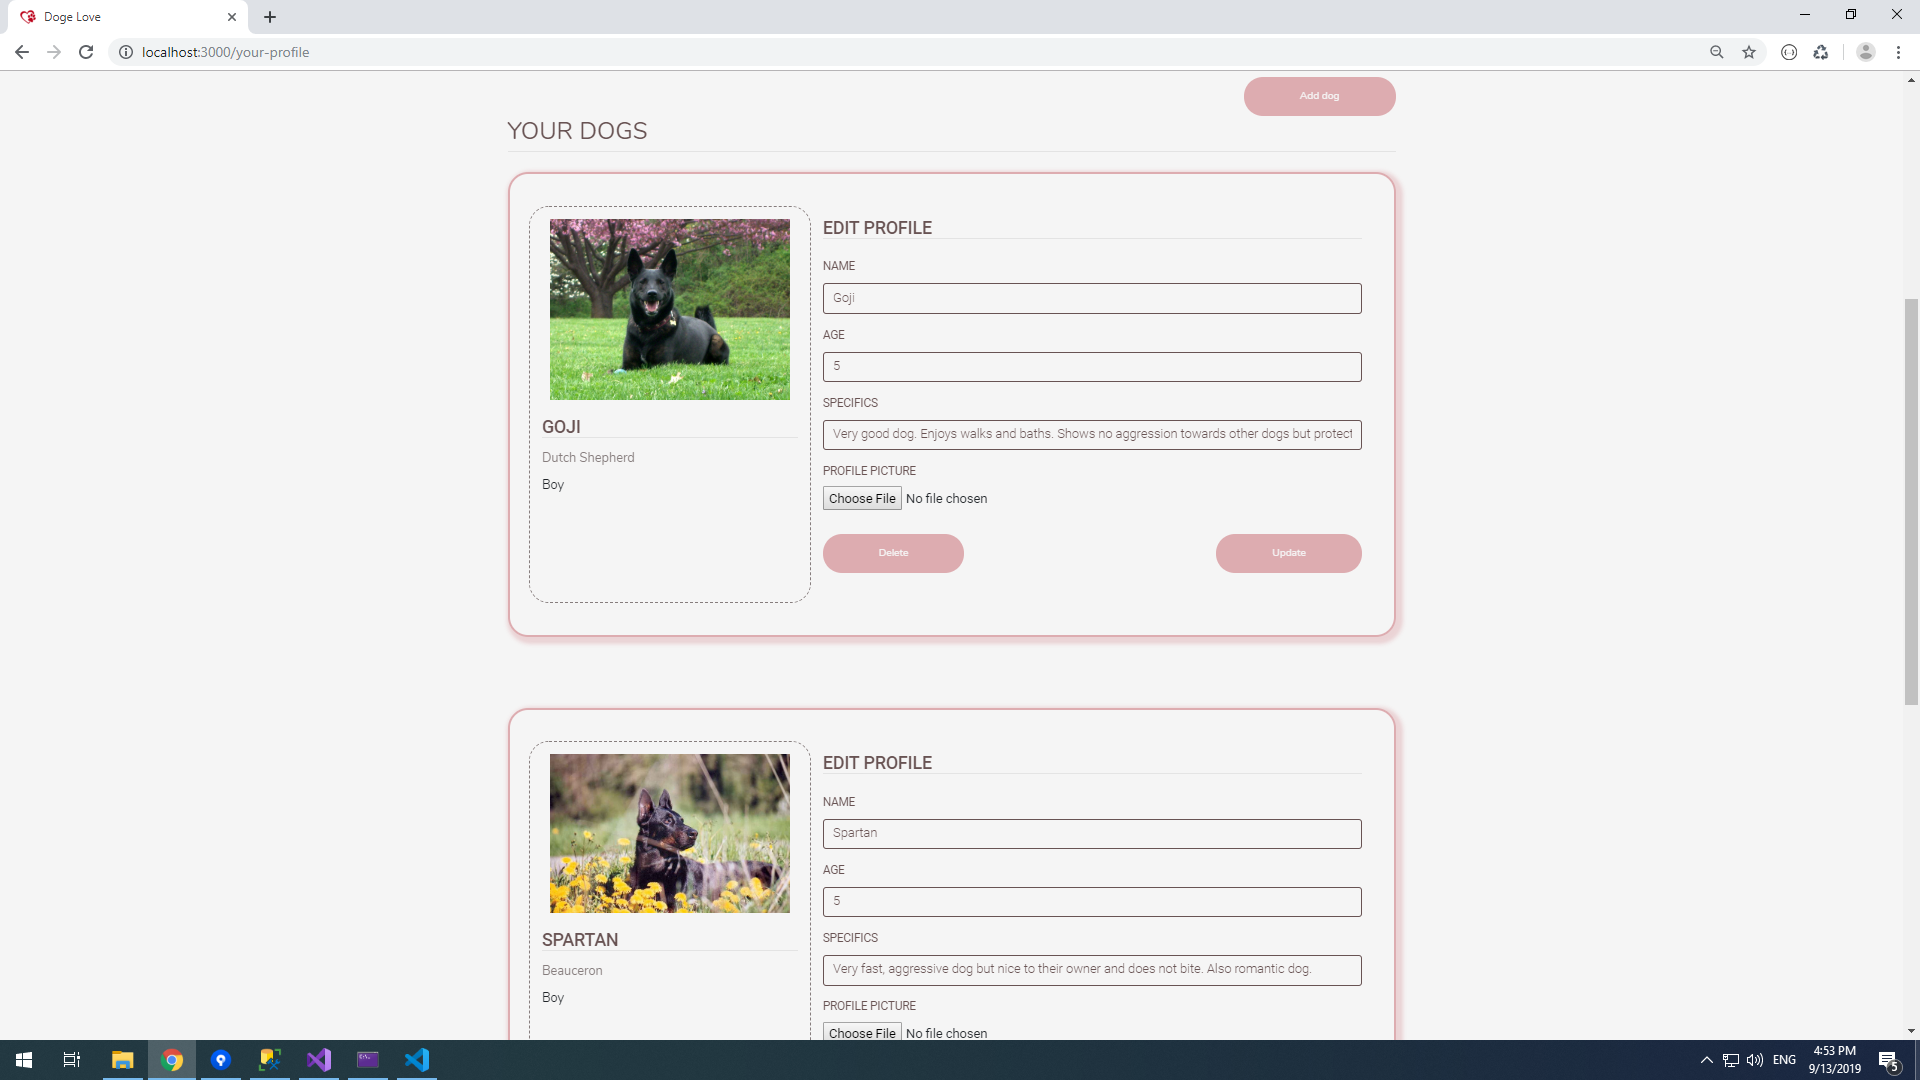 Doge Love
localhost:3000/your-profile
Add dog
YOUR DOGS
EDIT PROFILE
NAME
Goji
AGE
5
SPECIFICS
Very good dog. Enjoys walks and baths. Shows no aggression towards other dogs but protect
PROFILE PICTURE
Choose File No file chosen
GOJI
Dutch Shepherd
Boy
Delete
Update
EDIT PROFILE
NAME
Spartan
AGE
5
SPECIFICS
Very fast, aggressive dog but nice to their owner and does not bite. Also romantic dog.
PROFILE PICTURE
Choose File No file chosen
SPARTAN
Beauceron
Boy
ENG
4:53 PM
9/13/2019
5